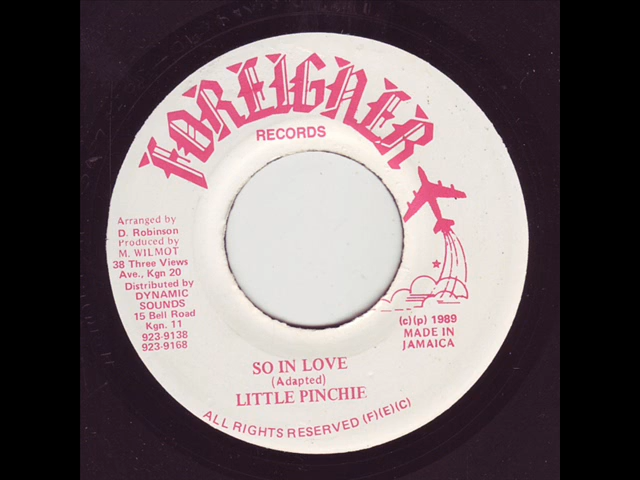 FOREIGNER
RECORDS
Arranged by
D. Robinson
Produced by
M. WILMOT
38 Three Views
Ave., Kgn 20
Distributed by
DYNAMIC
SOUNDS
15 Bell Road
Kgn. 11
923-9138
923-9168
(c)(p) 1989
MADE IN
JAMAICA
SO IN LOVE
(Adapted)
LITTLE PINCHIE
ALL RIGHTS RESERVED (F)(E)(C)